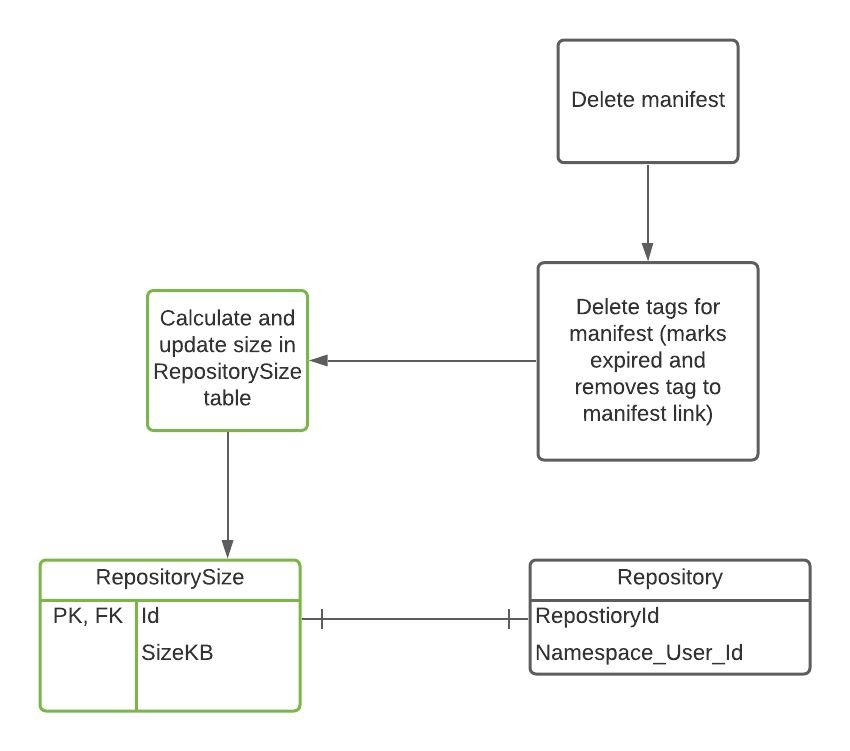 Delete manifest
Delete tags for
manifest (marks
expired and
removes tag to
manifest link)
Calculate and
update size in
RepositorySize
table
RepositorySize
PK, FK Id
SizeKB
Repository
RepostioryId
Namespace_User_Id